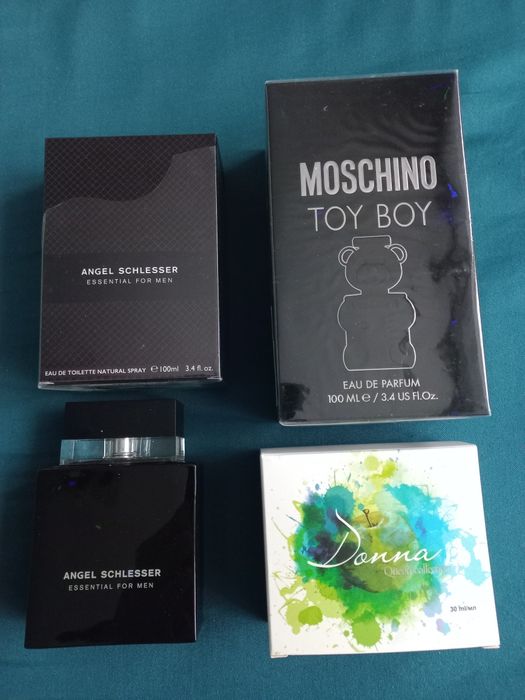 ANGEL SCHLESSER
ESSENTIAL FOR MEN
EAU DE TOILETTE NATURAL SPRAY ℮100ml 3.4 fl. oz.
MOSCHINO
TOY BOY
EAU DE PARFUM
100 ML ℮ / 3.4 US Fl.Oz.
ANGEL SCHLESSER
ESSENTIAL FOR MEN
Donna
30 ml/мл